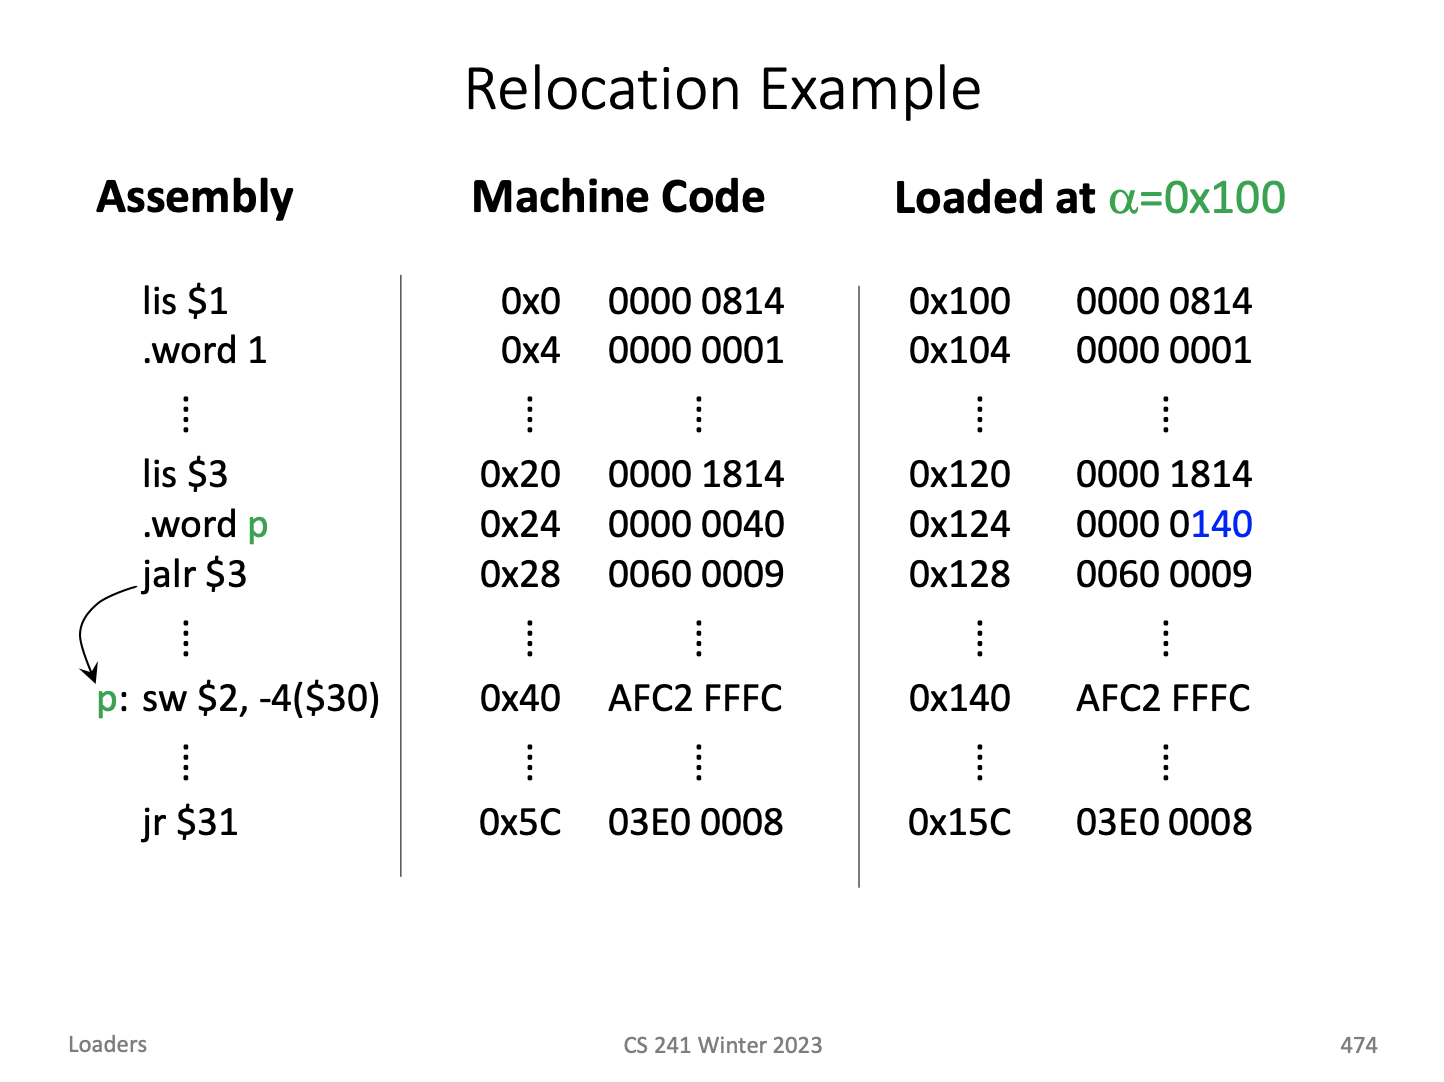 Relocation Example
Assembly Machine Code Loaded at α=0x100
lis $1 0x0 0000 0814 0x100 0000 0814
.word 1 0x4 0000 0001 0x104 0000 0001
lis $3 0x20 0000 1814 0x120 0000 1814
.word p 0x24 0000 0040 0x124 0000 0140
jalr $3 0x28 0060 0009 0x128 0060 0009
p: sw $2, -4($30) 0x40 AFC2 FFFC 0x140 AFC2 FFFC
jr $31 0x5C 03E0 0008 0x15C 03E0 0008
Loaders CS 241 Winter 2023 474